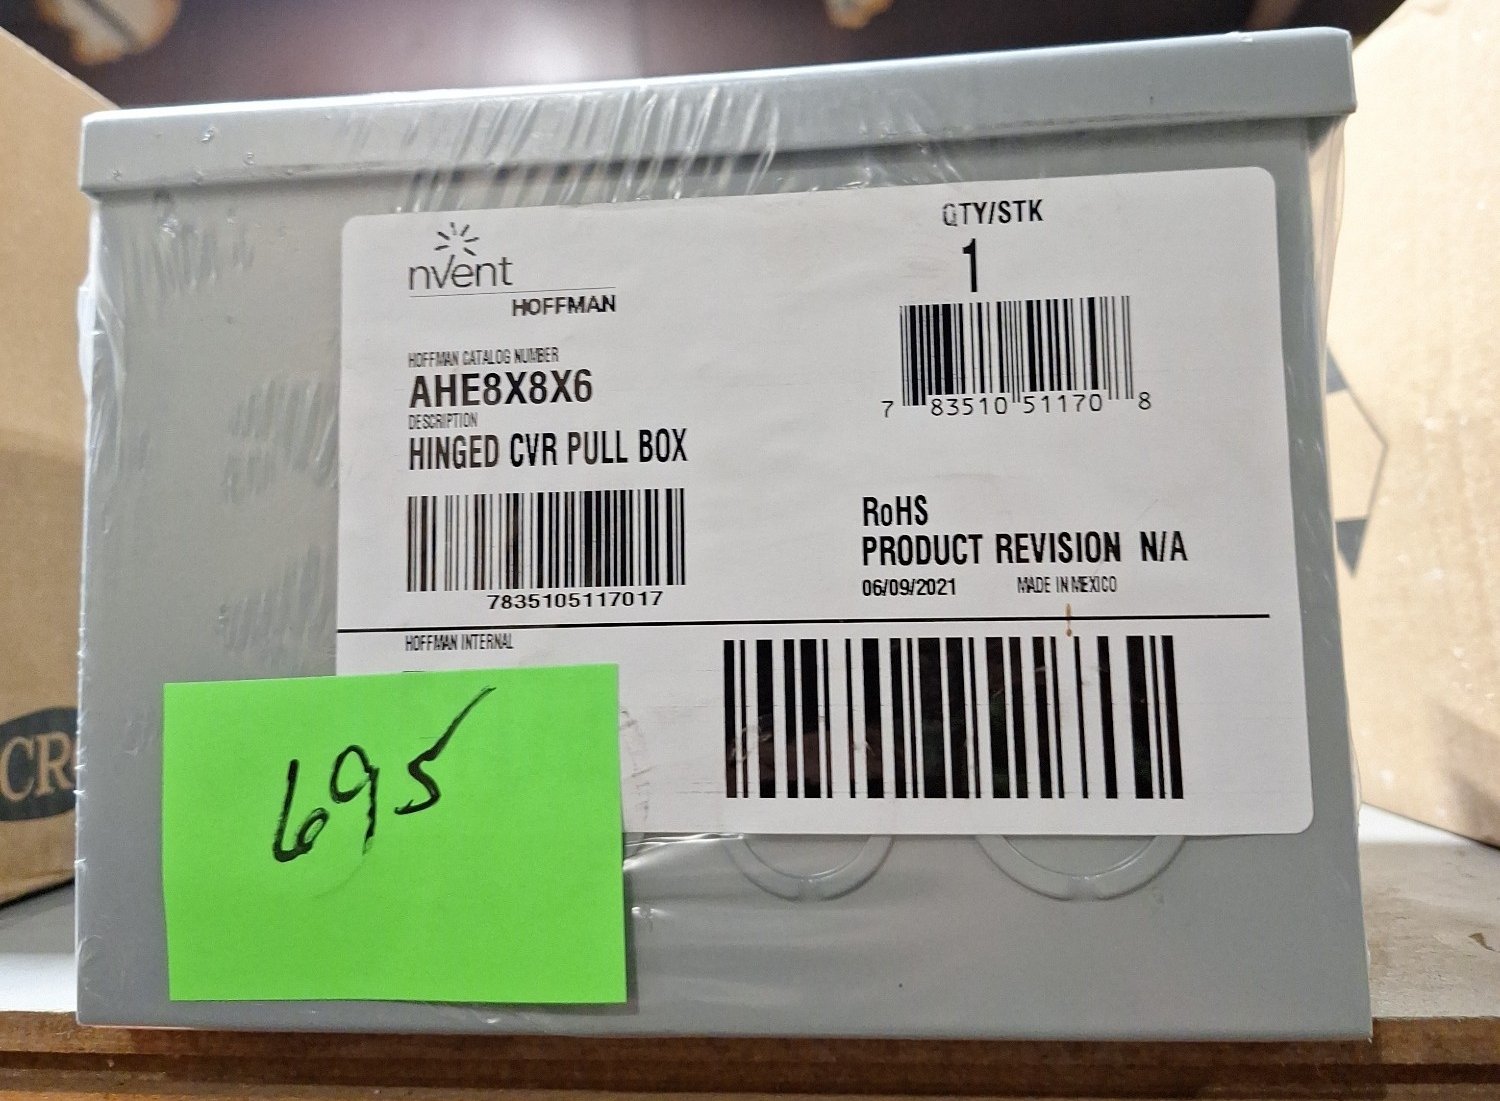 nVent
HOFFMAN
HOFFMAN CATALOG NUMBER
AHE8X8X6
DESCRIPTION
HINGED CVR PULL BOX
7835105117017
QTY/STK
1
7 83510 51170 8
RoHS
PRODUCT REVISION N/A
06/09/2021 MADE IN MEXICO
HOFFMAN INTERNAL
695
CR